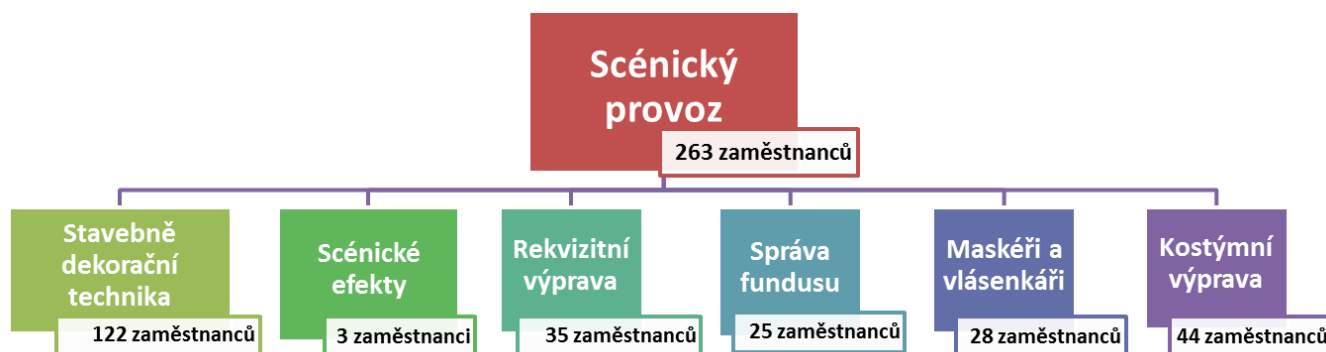 Scénický
provoz
263 zaměstnanců
Stavebně
dekorační
technika
122 zaměstnanců
Scénické
efekty
3 zaměstnanci
Rekvizitní
výprava
35 zaměstnanců
Správa
fundusu
25 zaměstnanců
Maskéři a
vlásenkáři
28 zaměstnanců
Kostýmní
výprava
44 zaměstnanců